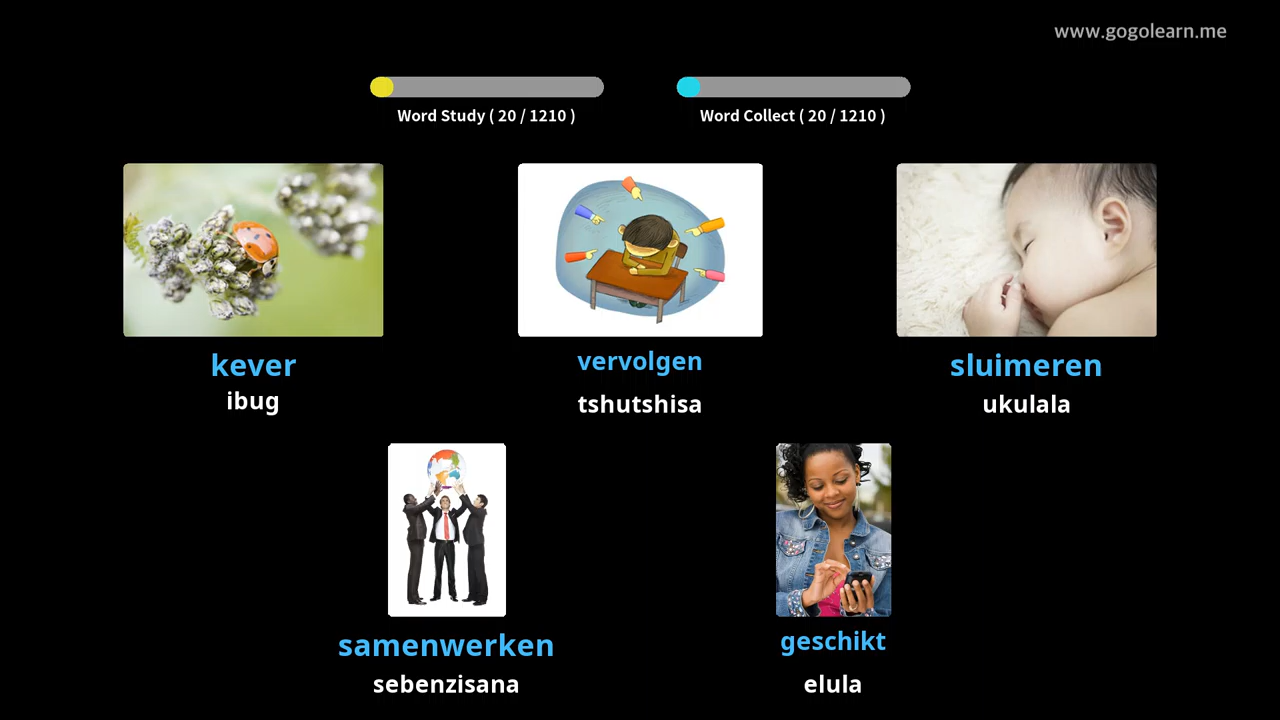 www.gogolearn.me
Word Study ( 20 / 1210 )
Word Collect ( 20 / 1210 )
kever
ibug
vervolgen
tshutshisa
sluimeren
ukulala
samenwerken
sebenzisana
geschikt
elula